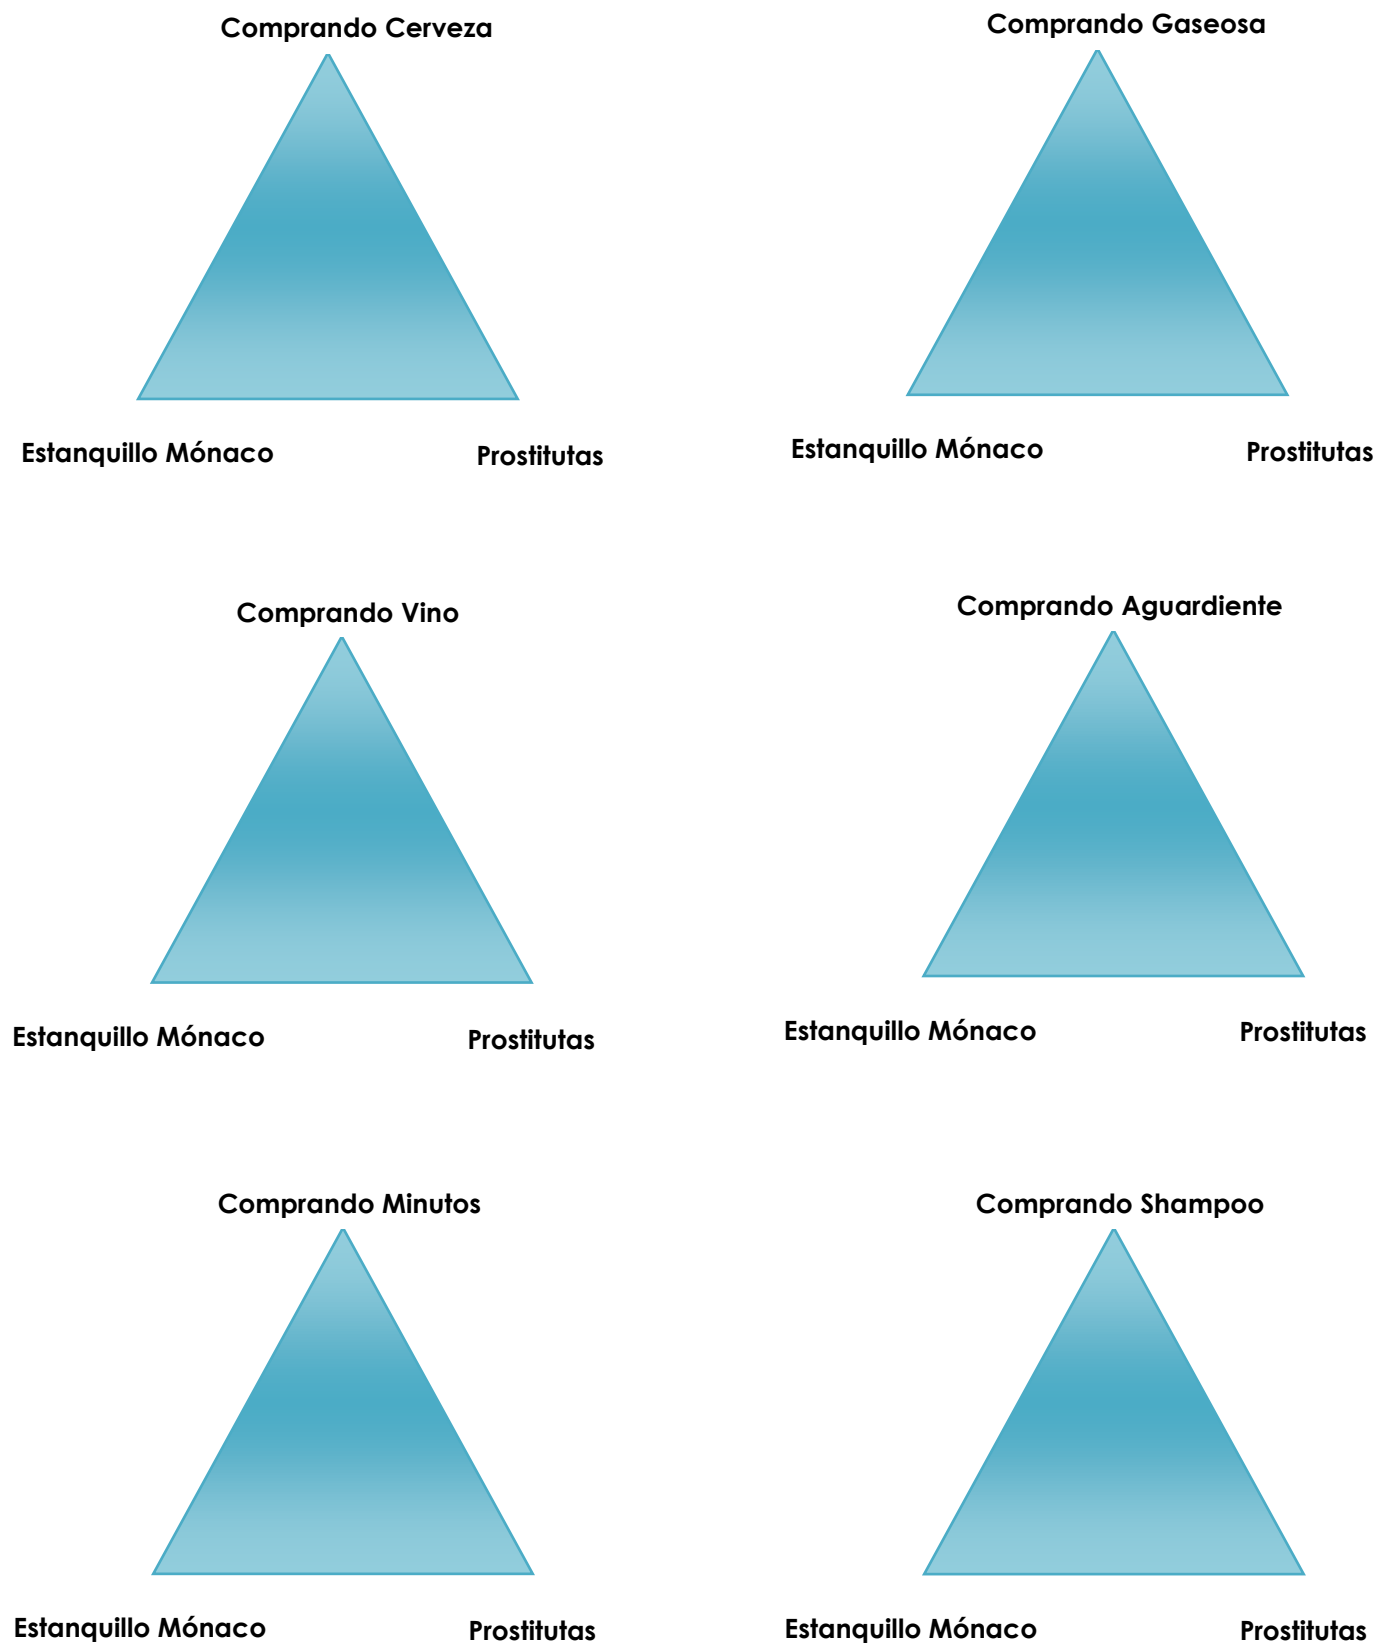 Comprando Cerveza
Comprando Gaseosa
Estanquillo Mónaco
Prostitutas
Estanquillo Mónaco
Prostitutas
Comprando Vino
Comprando Aguardiente
Estanquillo Mónaco
Prostitutas
Estanquillo Mónaco
Prostitutas
Comprando Minutos
Comprando Shampoo
Estanquillo Mónaco
Prostitutas
Estanquillo Mónaco
Prostitutas